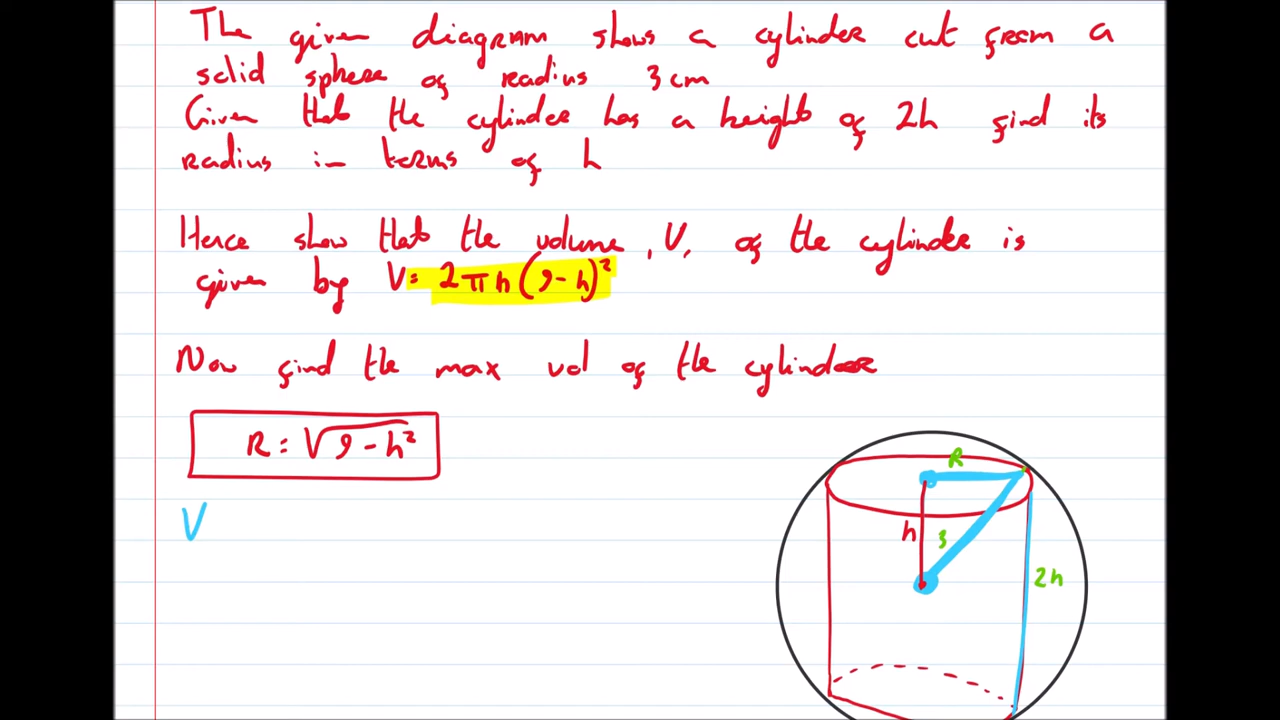 The given diagram shows a cylinder cut from a
solid sphere of radius 3 cm
Given that the cylinder has a height of 2h find its
radius in terms of h
Hence show that the volume, V, of the cylinder is
given by V = 2πh(9-h)²
Now find the max vol of the cylinder
R = √9-h²
V
R
h
3
2h